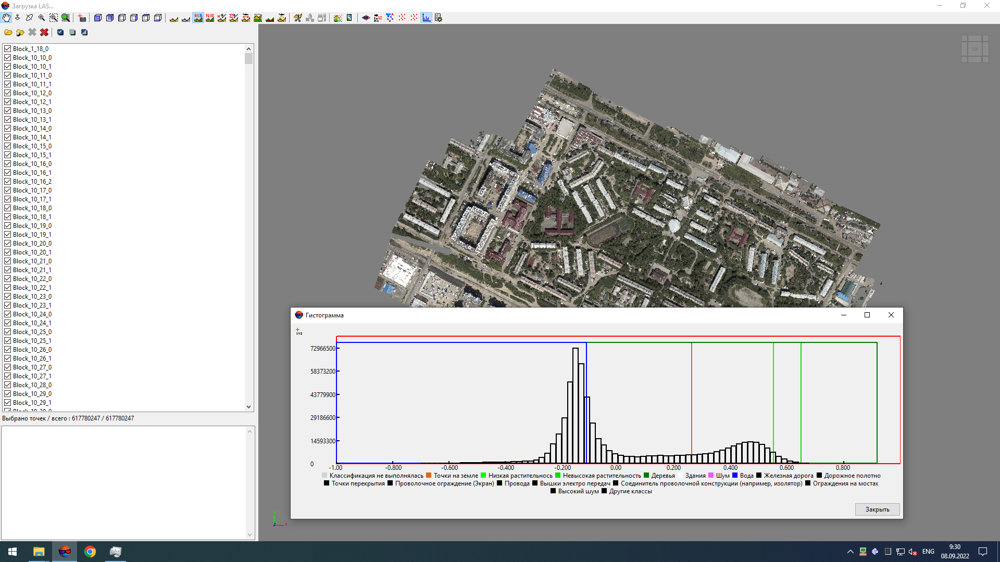 Загрузка LAS...
RGB NIR
Block_1_18_0
Block_10_10_0
Block_10_10_1
Block_10_11_0
Block_10_11_1
Block_10_12_0
Block_10_12_1
Block_10_13_0
Block_10_13_1
Block_10_14_0
Block_10_14_1
Block_10_15_0
Block_10_15_1
Block_10_16_0
Block_10_16_1
Block_10_16_2
Block_10_17_0
Block_10_17_1
Block_10_18_0
Block_10_18_1
Block_10_19_0
Block_10_19_1
Block_10_20_0
Block_10_20_1
Block_10_21_0
Block_10_21_1
Block_10_22_0
Block_10_22_1
Block_10_23_0
Block_10_23_1
Block_10_24_0
Block_10_24_1
Block_10_25_0
Block_10_25_1
Block_10_26_0
Block_10_26_1
Block_10_27_0
Block_10_27_1
Block_10_28_0
Block_10_29_0
Block_10_29_1
Выбрано точек / всего : 617780247 / 617780247
TOP
Гистограмма
XYZ
72966500
58373200
43779900
29186600
14593300
0
-1.00 -0.800 -0.600 -0.400 -0.200 0.00 0.200 0.400 0.600 0.800
Классификация не выполнялась Точки на земле Низкая растительнось Невысокая растительность Деревья Здания Шум Вода Железная дорога Дорожное полотно
Точки перекрытия Проволочное ограждение (Экран) Провода Вышки электро передач Соединитель проволочной конструкции (например, изолятор) Ограждения на мостах
Высокий шум Другие классы
Закрыть
ENG
9:30
08.09.2022